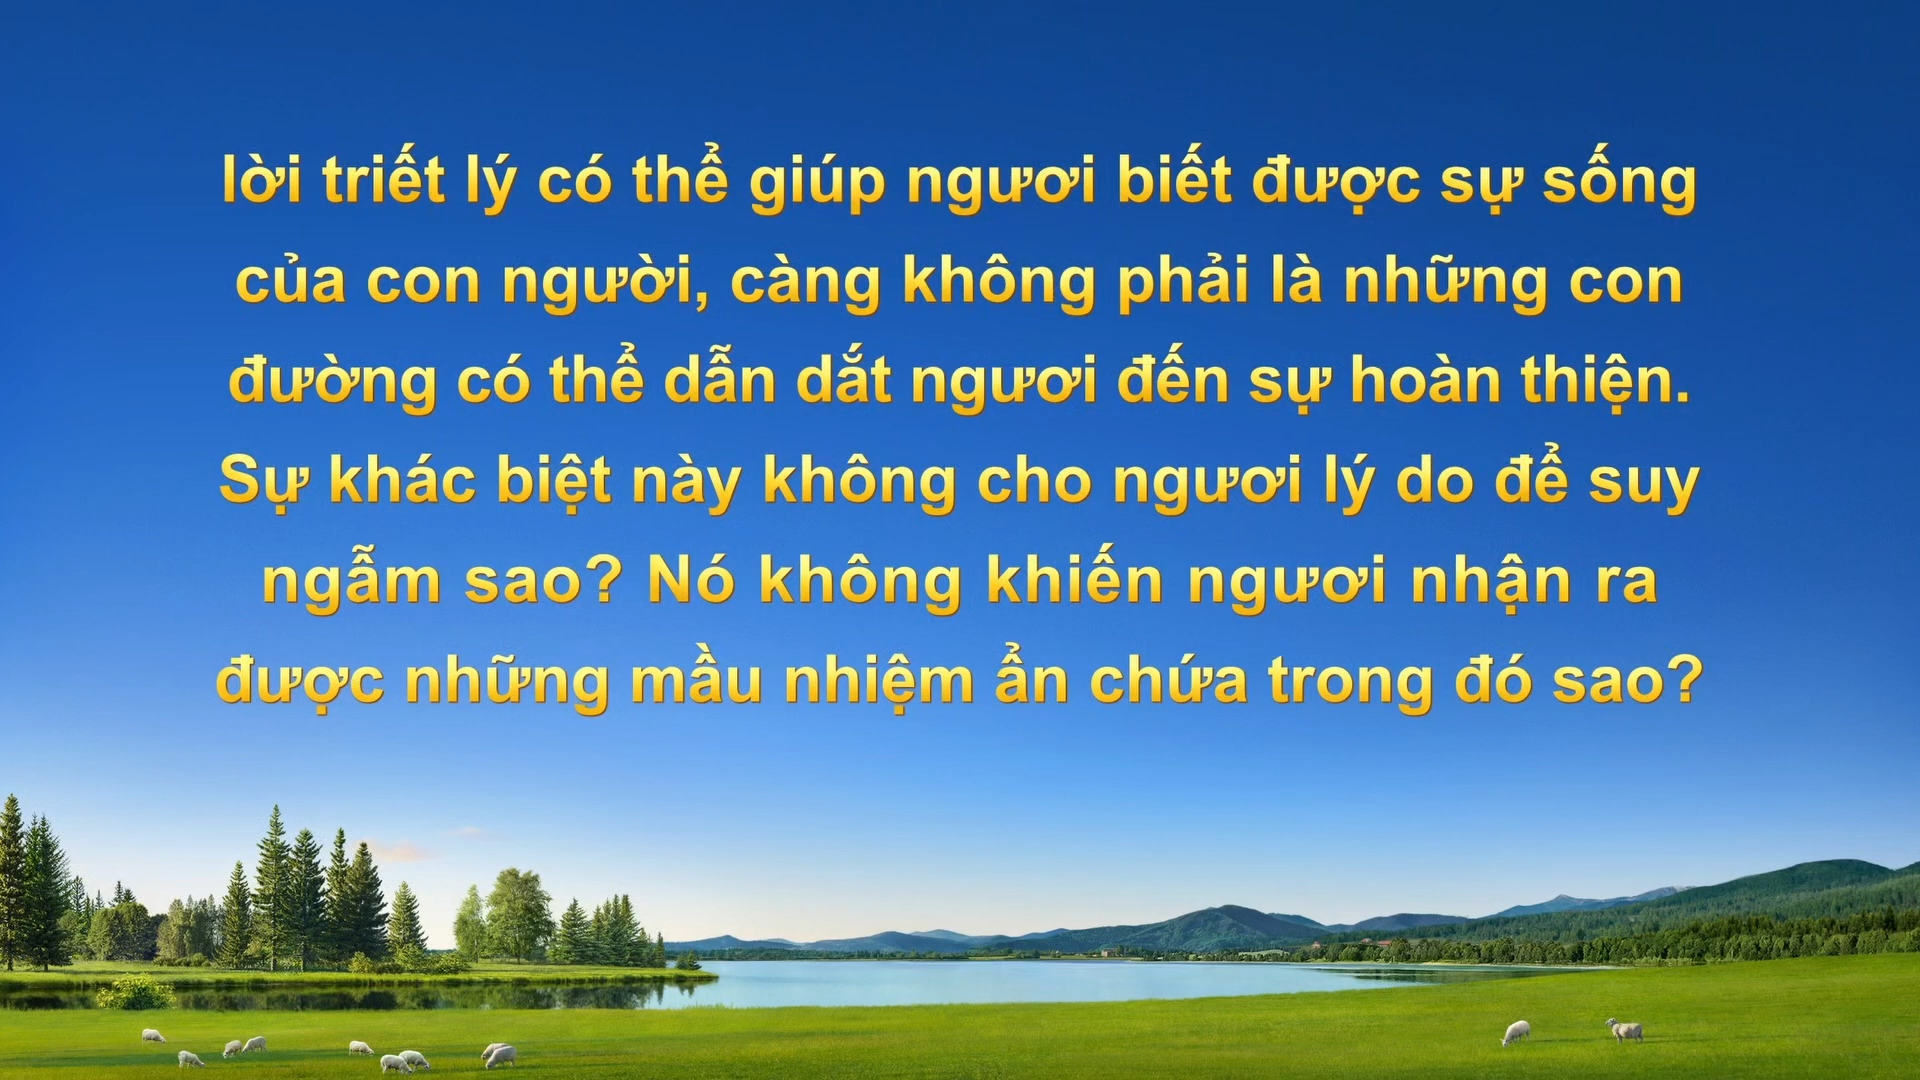 lời triết lý có thể giúp ngươi biết được sự sống
của con người, càng không phải là những con
đường có thể dẫn dắt ngươi đến sự hoàn thiện.
Sự khác biệt này không cho ngươi lý do để suy
ngẫm sao? Nó không khiến ngươi nhận ra
được những mầu nhiệm ẩn chứa trong đó sao?